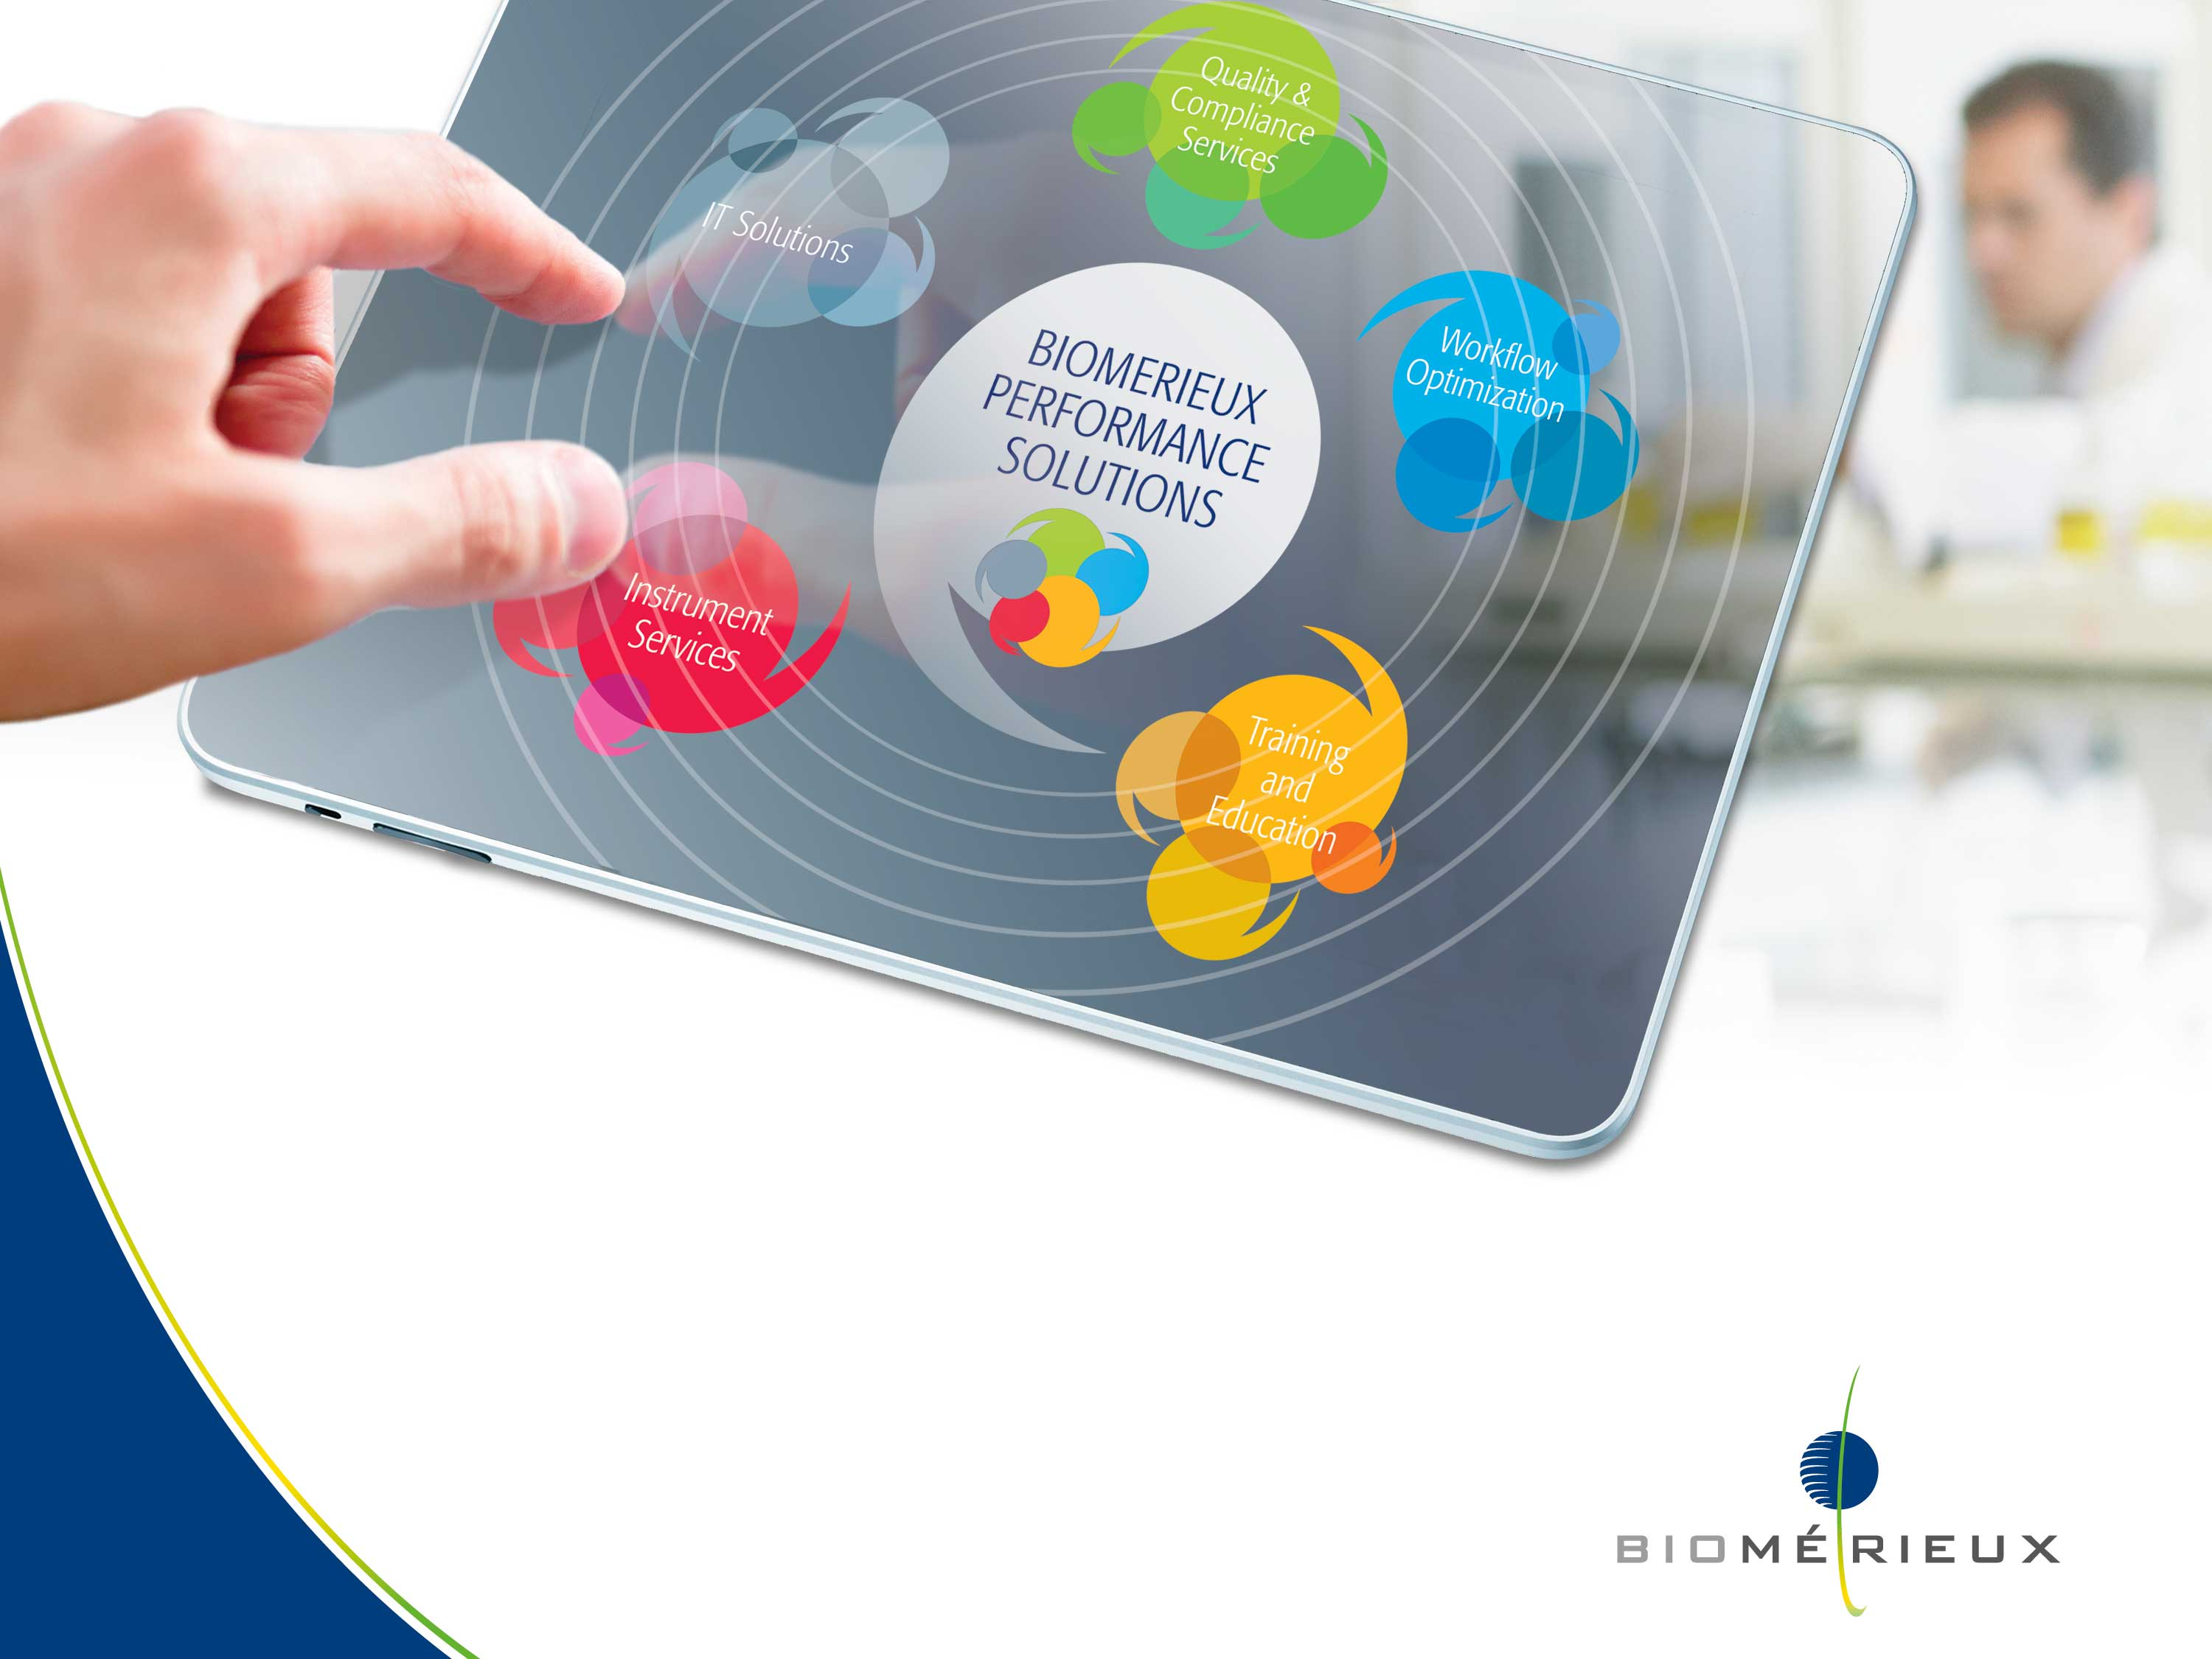 Quality &
Compliance
Services
IT Solutions
BIOMERIEUX
PERFORMANCE
SOLUTIONS
Workflow
Optimization
Instrument
Services
Training
and
Education
BIOMÉRIEUX